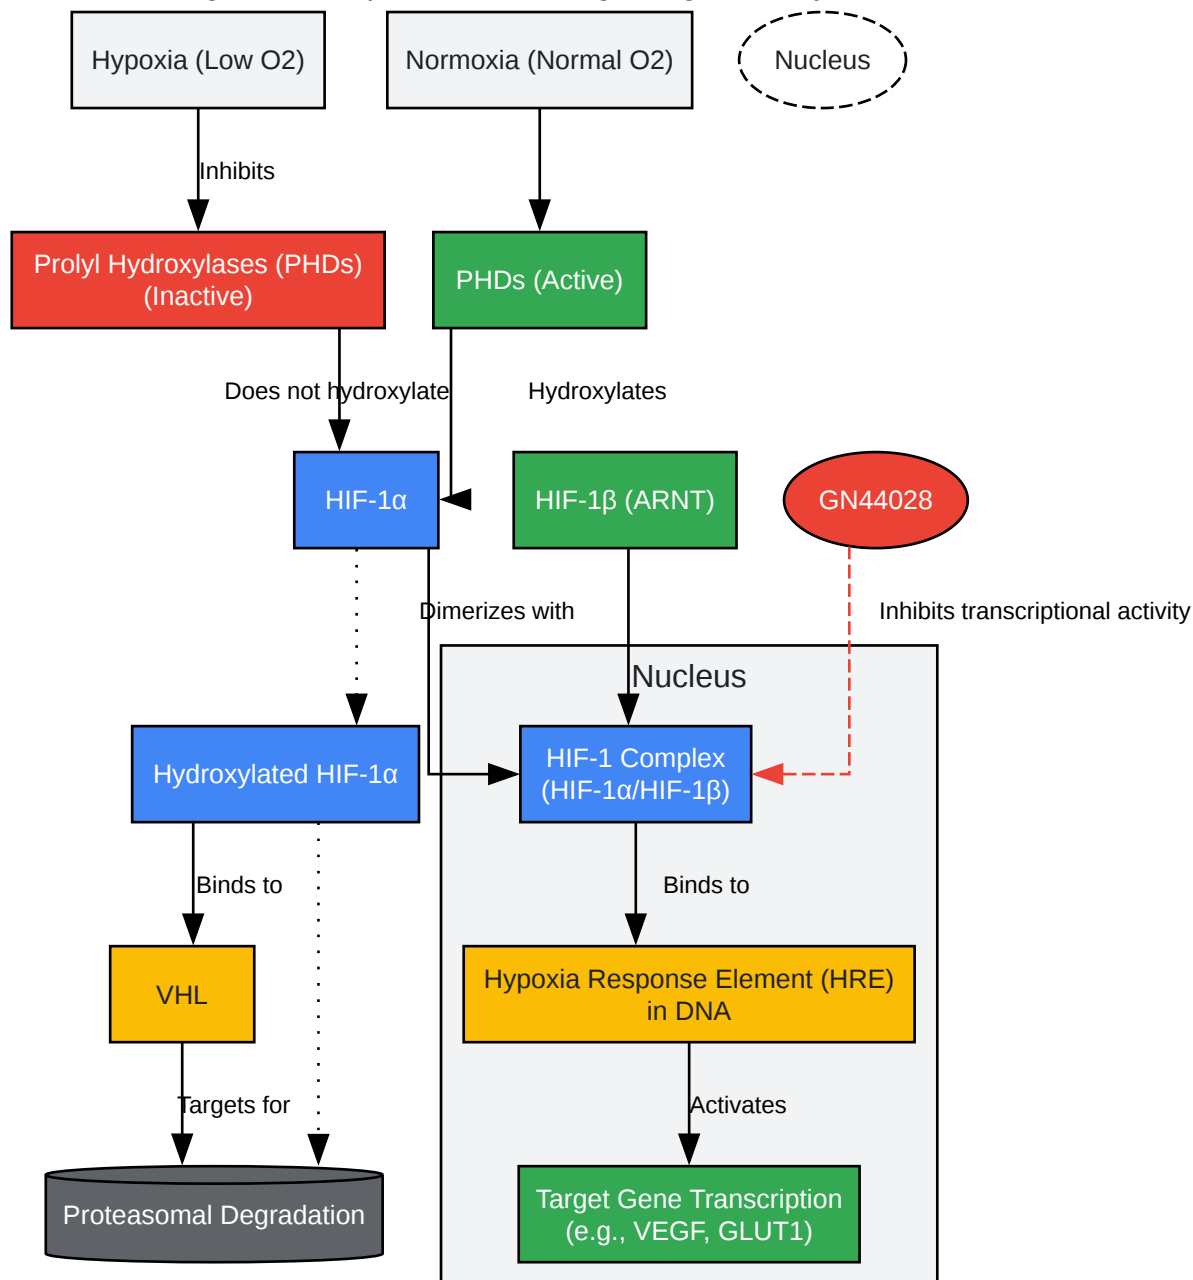 Hypoxia (Low O2)
Normoxia (Normal O2)
Nucleus
Inhibits
Prolyl Hydroxylases (PHDs)
(Inactive)
PHDs (Active)
Does not hydroxylate
Hydroxylates
HIF-1α
HIF-1β (ARNT)
GN44028
Dimerizes with
Inhibits transcriptional activity
Nucleus
Hydroxylated HIF-1α
HIF-1 Complex
(HIF-1α/HIF-1β)
Binds to
Binds to
VHL
Hypoxia Response Element (HRE)
in DNA
Targets for
Activates
Proteasomal Degradation
Target Gene Transcription
(e.g., VEGF, GLUT1)